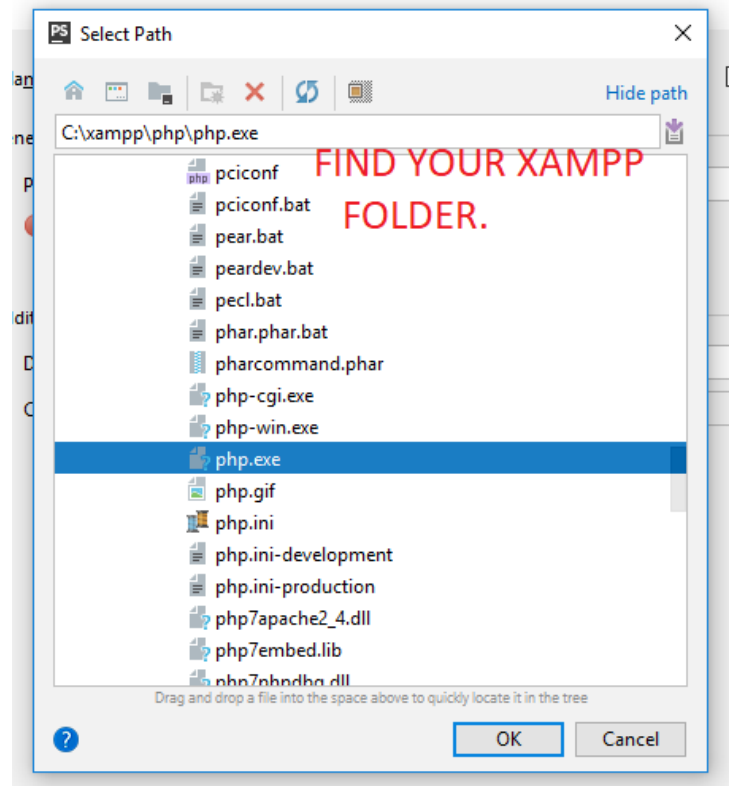 PS Select Path
Hide path
C:\xampp\php\php.exe
FIND YOUR XAMPP
FOLDER.
php pciconf
pciconf.bat
pear.bat
peardev.bat
pecl.bat
phar.phar.bat
pharcommand.phar
php-cgi.exe
php-win.exe
php.exe
php.gif
php.ini
php.ini-development
php.ini-production
php7apache2_4.dll
php7embed.lib
php7phpdbg.dll
Drag and drop a file into the space above to quickly locate it in the tree
? OK Cancel